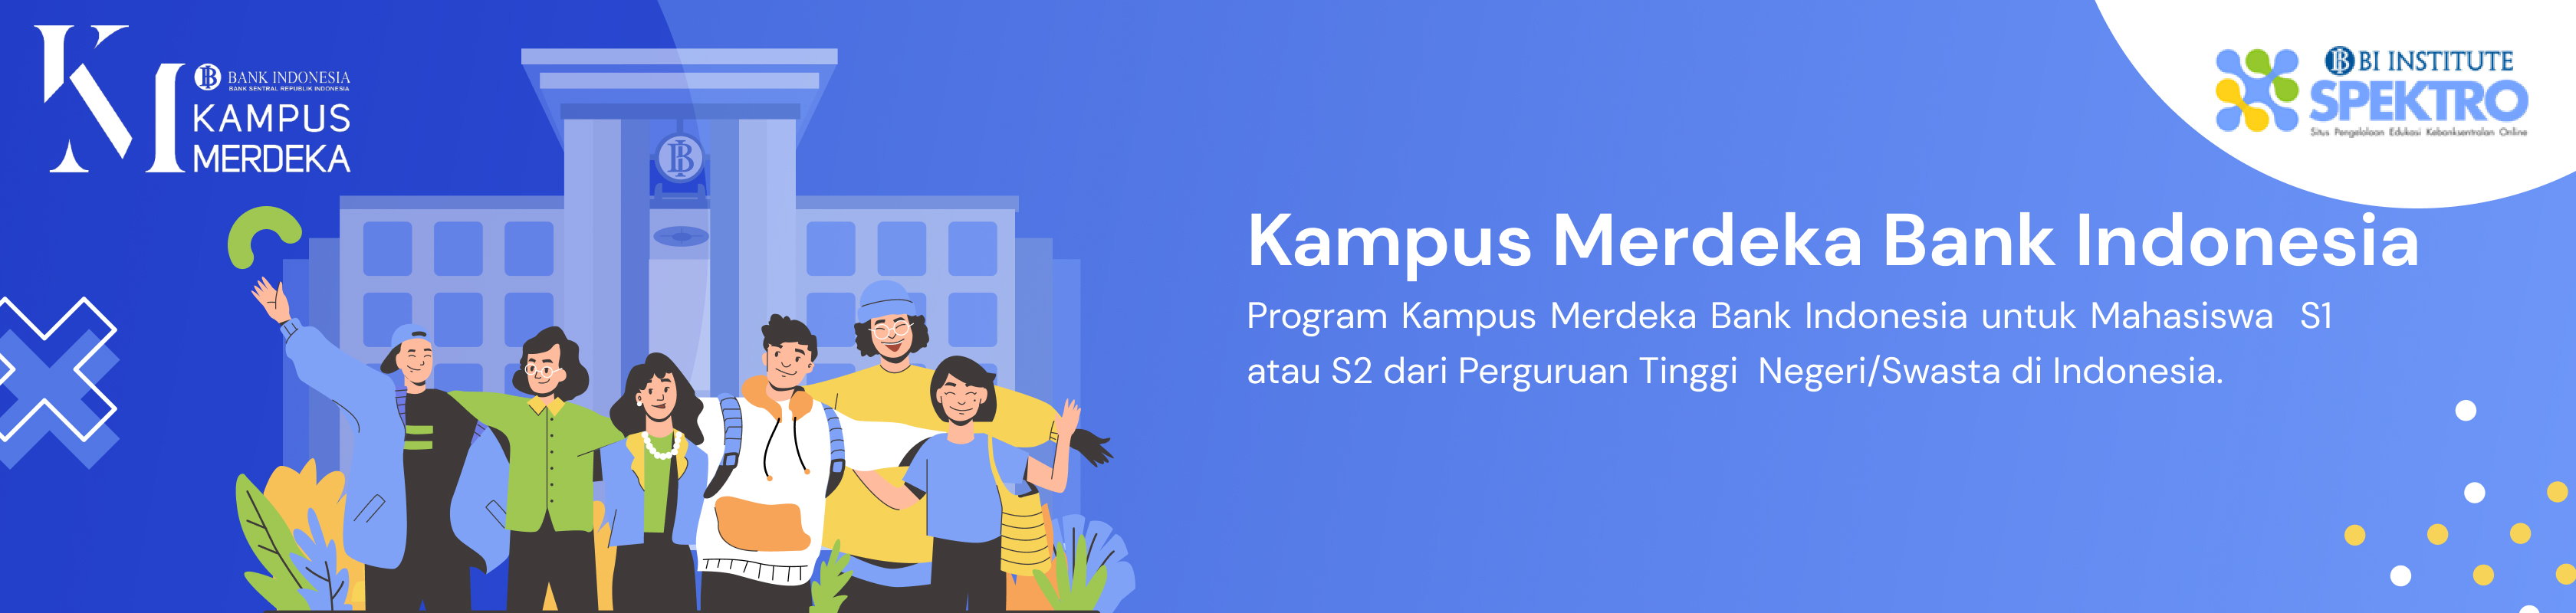 KM
BANK INDONESIA
BANK SENTRAL REPUBLIK INDONESIA
KAMPUS
MERDEKA
BI INSTITUTE
SPEKTRO
Situs Pengelolaan Edukasi Kebanksentralan Online
Kampus Merdeka Bank Indonesia
Program Kampus Merdeka Bank Indonesia untuk Mahasiswa S1
atau S2 dari Perguruan Tinggi Negeri/Swasta di Indonesia.